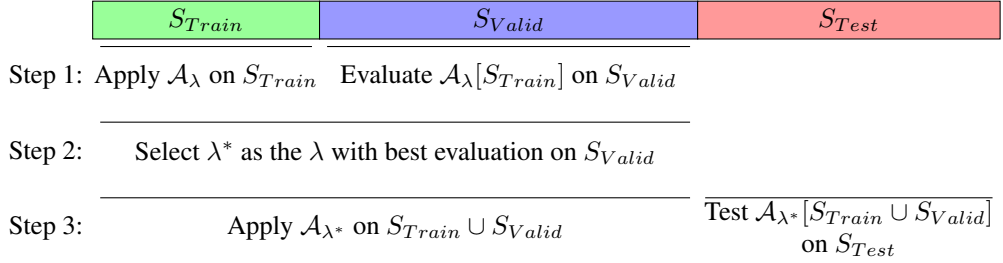 S_Train S_Valid S_Test
Step 1: Apply 𝒜_λ on S_Train Evaluate 𝒜_λ[S_Train] on S_Valid
Step 2: Select λ* as the λ with best evaluation on S_Valid
Step 3: Apply 𝒜_λ* on S_Train ∪ S_Valid Test 𝒜_λ*[S_Train ∪ S_Valid]
on S_Test